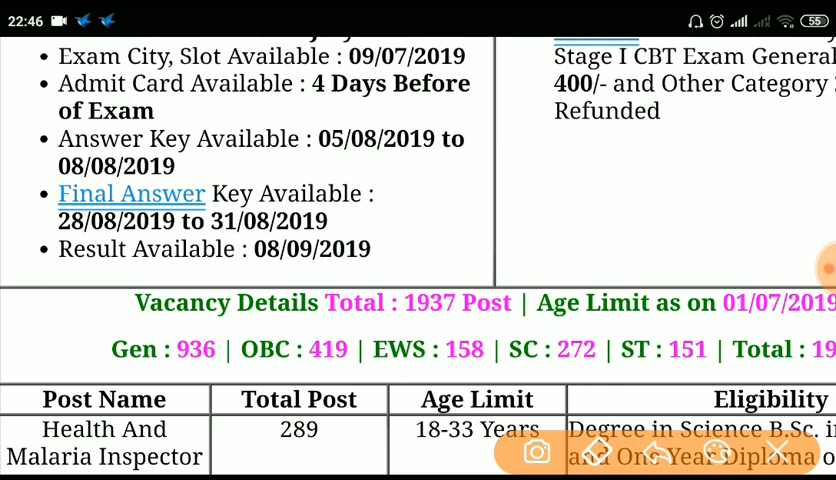 22:46
55
Exam City, Slot Available : 09/07/2019
Admit Card Available : 4 Days Before
of Exam
Answer Key Available : 05/08/2019 to
08/08/2019
Final Answer Key Available :
28/08/2019 to 31/08/2019
Result Available : 08/09/2019
Stage I CBT Exam General
400/- and Other Category
Refunded
Vacancy Details Total : 1937 Post | Age Limit as on 01/07/2019
Gen : 936 | OBC : 419 | EWS : 158 | SC : 272 | ST : 151 | Total : 19
Post Name Total Post Age Limit Eligibility
Health And 289 18-33 Years Degree in Science B.Sc. in
Malaria Inspector and One Year Diploma o